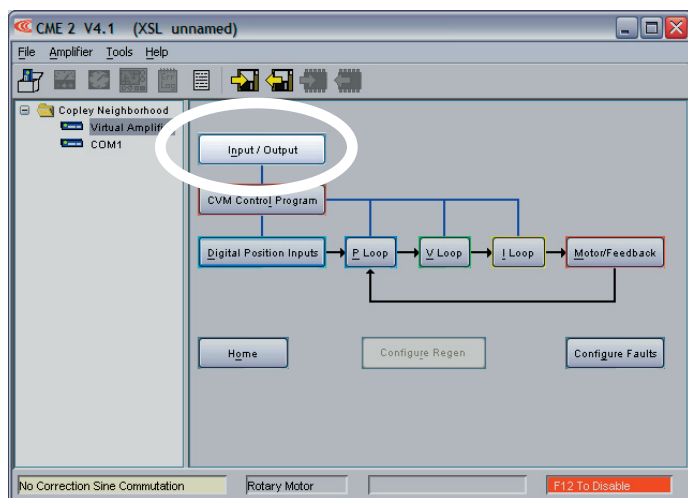 CME 2 V4.1 (XSL unnamed)
File Amplifier Tools Help
Copley Neighborhood
Virtual Amplifi
COM1
Input / Output
CVM Control Program
Digital Position Inputs
P Loop
V Loop
I Loop
Motor/Feedback
Home
Configure Regen
Configure Faults
No Correction Sine Commutation
Rotary Motor
F12 To Disable